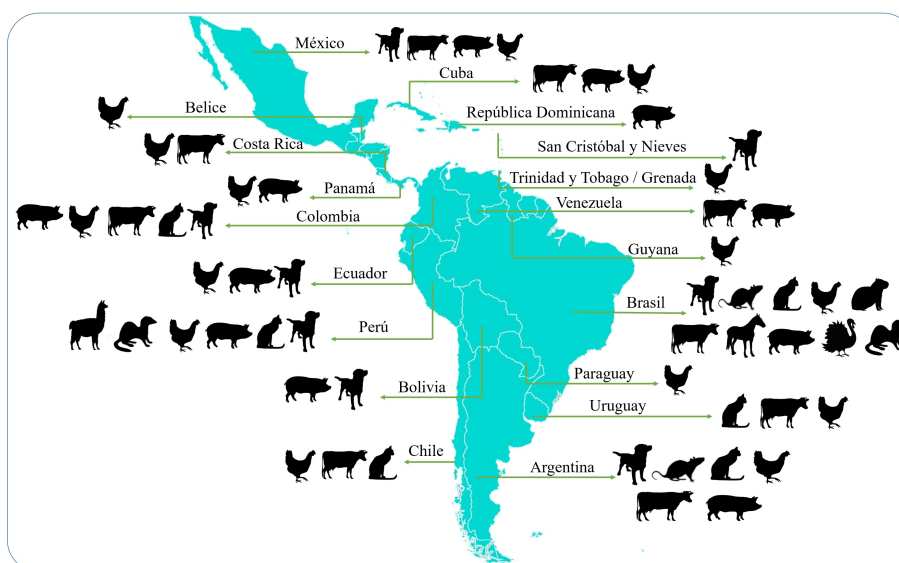 México
Cuba
Belice
República Dominicana
Costa Rica
San Cristóbal y Nieves
Panamá
Trinidad y Tobago / Grenada
Colombia
Venezuela
Guyana
Ecuador
Brasil
Perú
Paraguay
Bolivia
Uruguay
Chile
Argentina